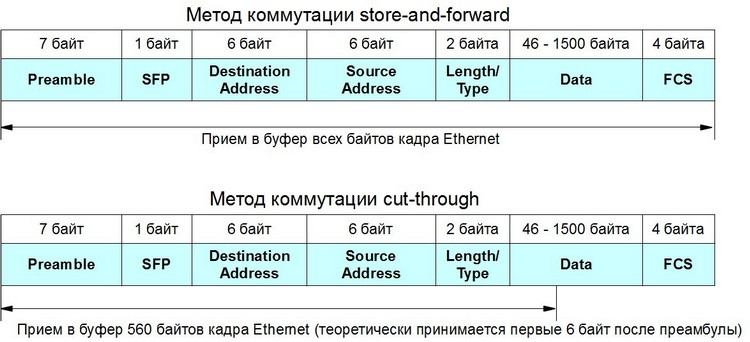 Метод коммутации store-and-forward
7 байт 1 байт 6 байт 6 байт 2 байта 46 - 1500 байта 4 байта
Preamble SFP Destination Address Source Address Length/ Type Data FCS
Прием в буфер всех байтов кадра Ethernet
Метод коммутации cut-through
7 байт 1 байт 6 байт 6 байт 2 байта 46 - 1500 байта 4 байта
Preamble SFP Destination Address Source Address Length/ Type Data FCS
Прием в буфер 560 байтов кадра Ethernet (теоретически принимается первые 6 байт после преамбулы)